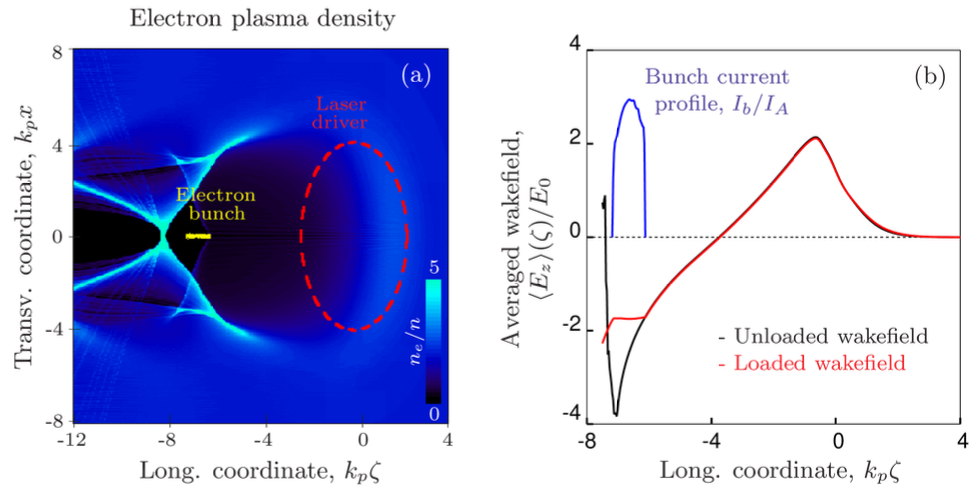 Electron plasma density
(a)
Laser
driver
Electron
bunch
n_e/n
5
0
8
4
0
-4
-8
-12
-8
-4
0
4
Transv. coordinate, k_p x
Long. coordinate, k_p ζ
(b)
Bunch current
profile, I_b/I_A
- Unloaded wakefield
- Loaded wakefield
4
2
0
-2
-4
-8
-4
0
4
Averaged wakefield,
⟨E_z⟩(ζ)/E_0
Long. coordinate, k_p ζ